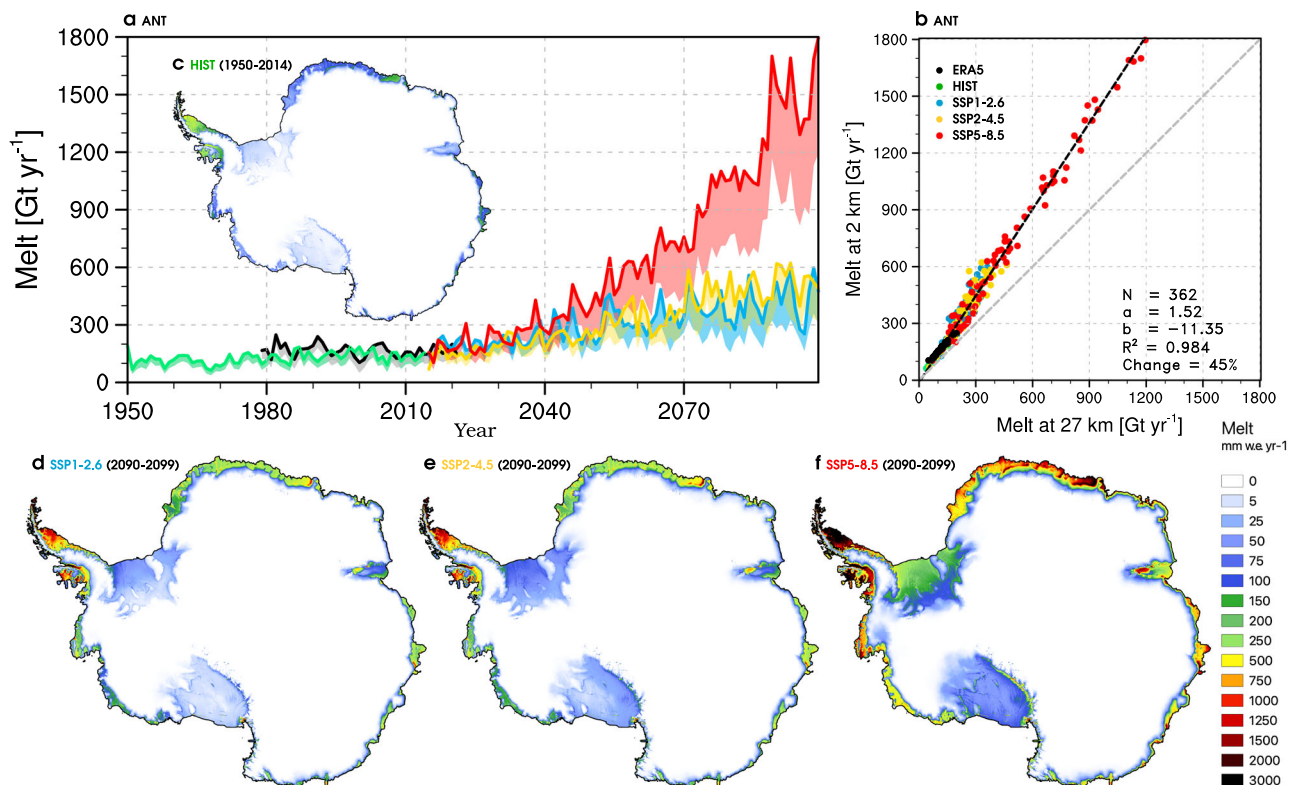 a ANT
1800
1500
1200
900
600
300
0
Melt [Gt yr-1]
c HIST (1950-2014)
1950
1980
2010
2040
2070
Year
b ANT
1800
1500
1200
900
600
300
0
Melt at 2 km [Gt yr-1]
ERA5
HIST
SSP1-2.6
SSP2-4.5
SSP5-8.5
N = 362
a = 1.52
b = −11.35
R2 = 0.984
Change = 45%
0 300 600 900 1200 1500 1800
Melt at 27 km [Gt yr-1]
d SSP1-2.6 (2090-2099)
e SSP2-4.5 (2090-2099)
f SSP5-8.5 (2090-2099)
Melt
mm w.e. yr-1
0
5
25
50
75
100
150
200
250
500
750
1000
1250
1500
2000
3000